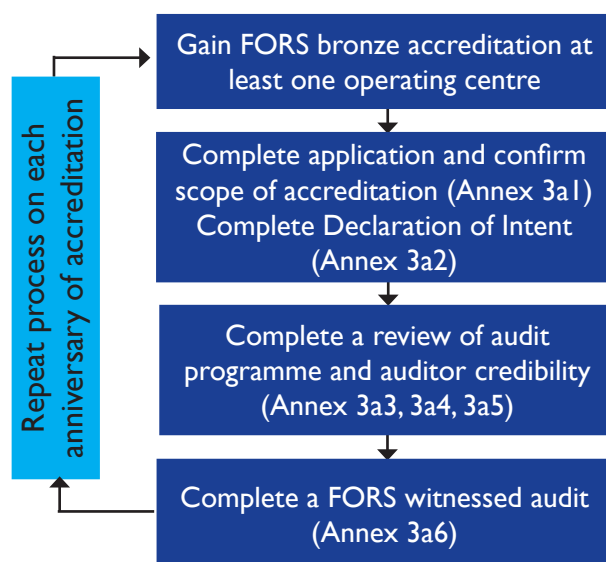 Gain FORS bronze accreditation at
least one operating centre
Complete application and confirm
scope of accreditation (Annex 3a1)
Complete Declaration of Intent
(Annex 3a2)
Complete a review of audit
programme and auditor credibility
(Annex 3a3, 3a4, 3a5)
Complete a FORS witnessed audit
(Annex 3a6)
Repeat process on each
anniversary of accreditation